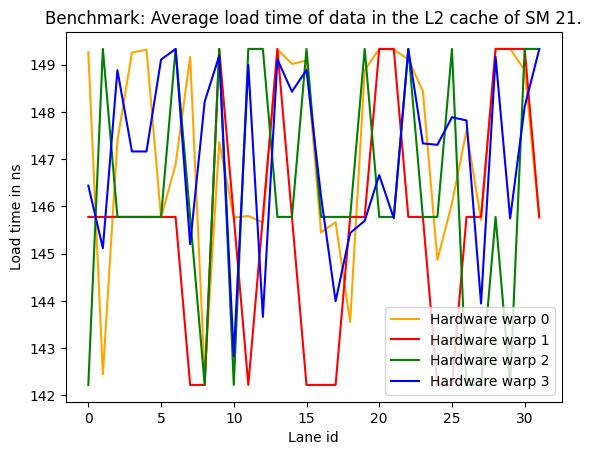 Benchmark: Average load time of data in the L2 cache of SM 21.
Load time in ns
149
148
147
146
145
144
143
142
0
5
10
15
20
25
30
Lane id
Hardware warp 0
Hardware warp 1
Hardware warp 2
Hardware warp 3